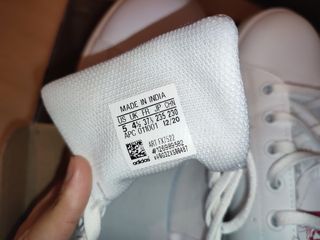 MADE IN INDIA
US UK FR JP CHN
5 4½ 37⅓ 235 230
APC 011001 12/20
ART FX7522
adidas